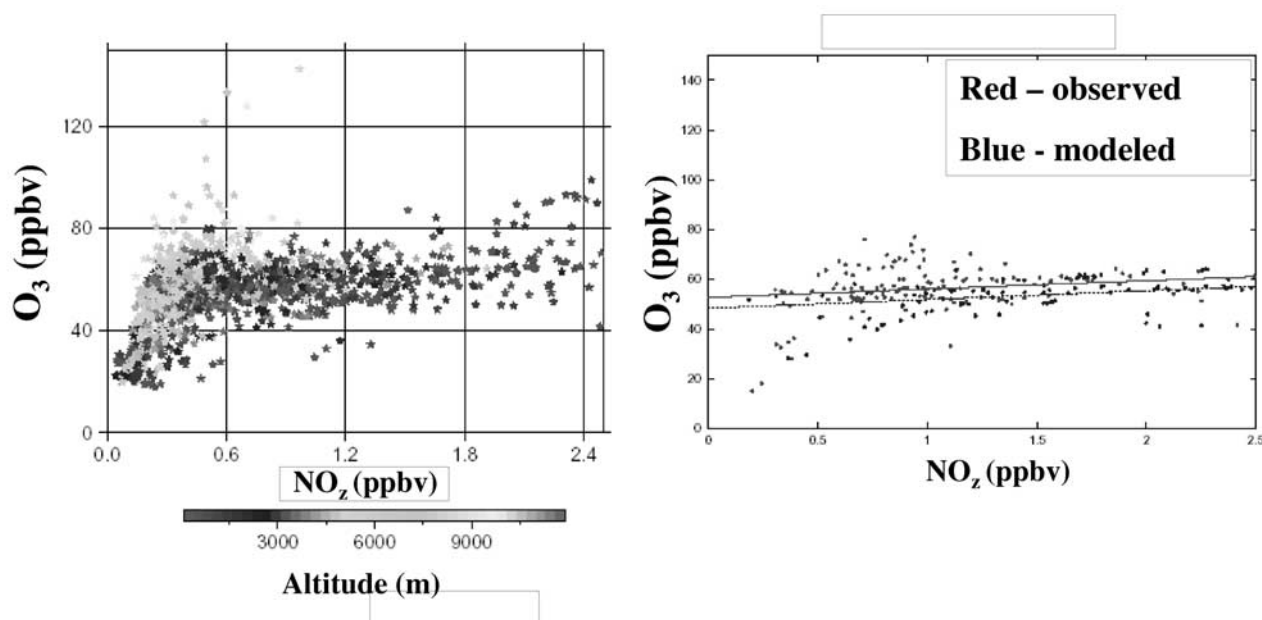 O3 (ppbv)
120
80
40
0
0.0 0.6 1.2 1.8 2.4
NOz (ppbv)
3000 6000 9000
Altitude (m)
Red – observed
Blue - modeled
O3 (ppbv)
140
120
100
80
60
40
20
0
0 0.5 1 1.5 2 2.5
NOz (ppbv)